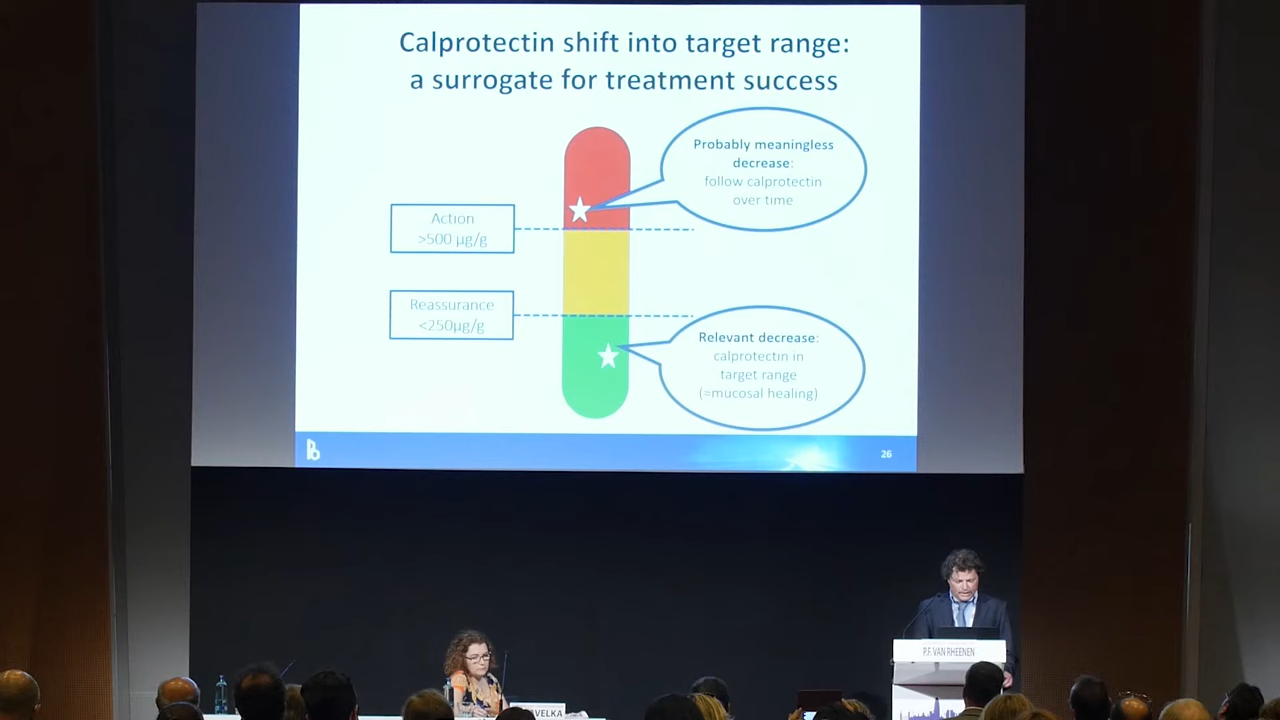 Calprotectin shift into target range:
a surrogate for treatment success
Probably meaningless
decrease:
follow calprotectin
over time
Action
>500 µg/g
Reassurance
<250µg/g
Relevant decrease:
calprotectin in
target range
(=mucosal healing)
26
P.F. VAN RHEENEN